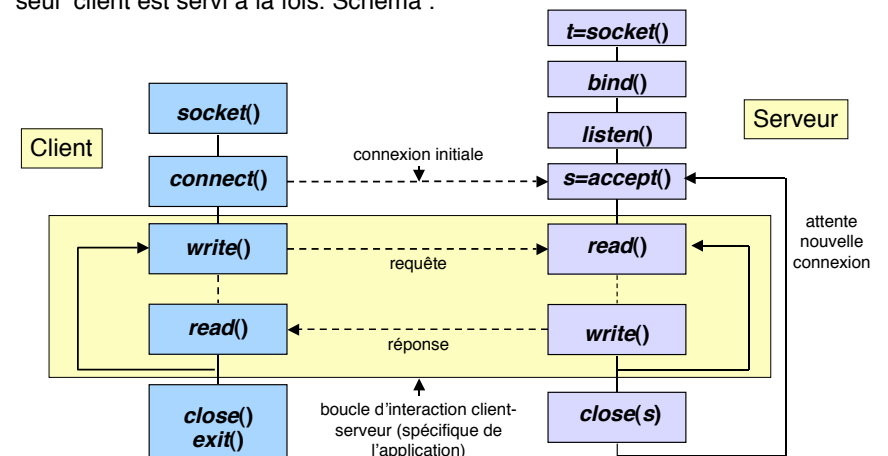 seul client est servi à la fois. Schéma :
t=socket()
bind()
listen()
s=accept()
Serveur
Client
socket()
connect()
connexion initiale
attente
nouvelle
connexion
write()
requête
read()
read()
réponse
write()
close()
exit()
boucle d'interaction client-
serveur (spécifique de
l'application)
close(s)